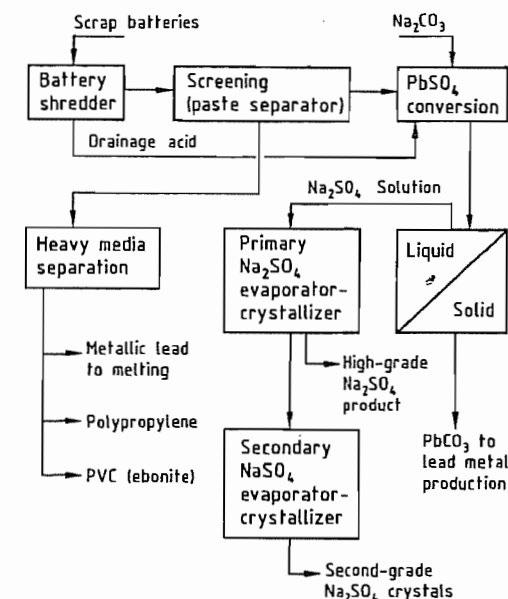 Scrap batteries
Na₂CO₃
Battery
shredder
Screening
(paste separator)
PbSO₄
conversion
Drainage acid
Na₂SO₄ Solution
Heavy media
separation
Primary
Na₂SO₄
evaporator-
crystallizer
Liquid
Solid
Metallic lead
to melting
High-grade
Na₂SO₄
product
Polypropylene
PVC (ebonite)
PbCO₃ to
lead metal
production
Secondary
NaSO₄
evaporator-
crystallizer
Second-grade
Na₂SO₄ crystals